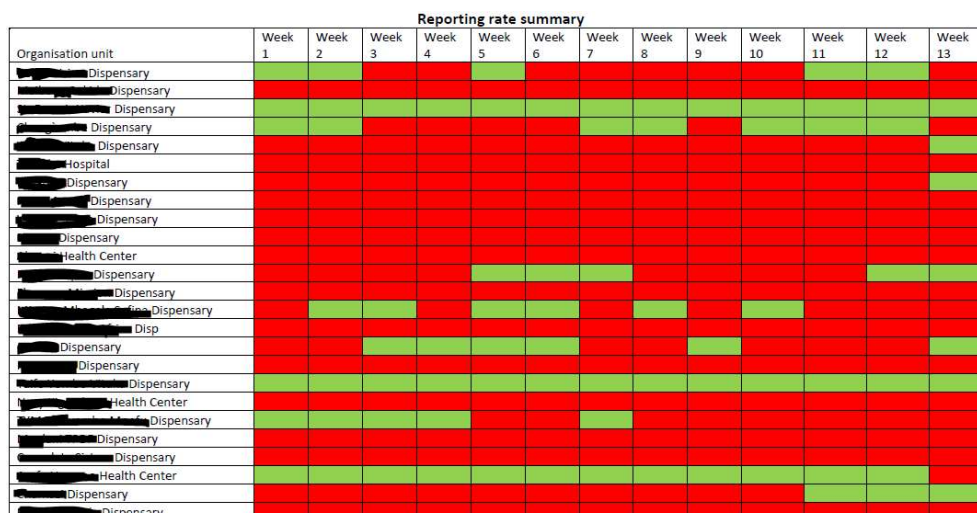 Reporting rate summary
Organisation unit Week 1 Week 2 Week 3 Week 4 Week 5 Week 6 Week 7 Week 8 Week 9 Week 10 Week 11 Week 12 Week 13
Dispensary
Dispensary
Dispensary
Dispensary
Dispensary
Hospital
Dispensary
Dispensary
Dispensary
Dispensary
Health Center
Dispensary
Dispensary
Dispensary
Disp
Dispensary
Dispensary
Dispensary
Health Center
Dispensary
Dispensary
Dispensary
Health Center
Dispensary
Dispensary